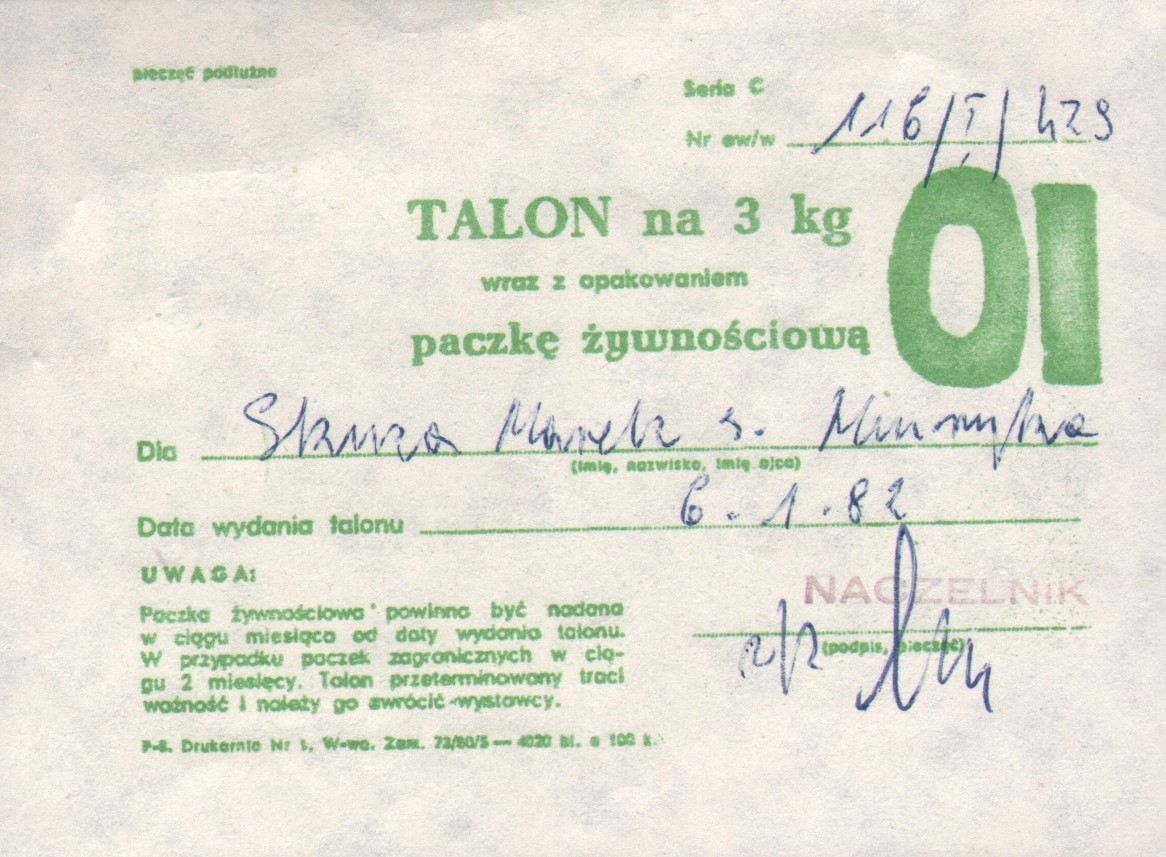 pieczęć podłużna
Seria C
Nr ew/w 116/I/429
TALON na 3 kg
01
wraz z opakowaniem
paczkę żywnościową
Dla Skuza Marek s.
(imię, nazwisko, imię ojca)
Data wydania talonu 6.1.82
UWAGA:
Paczka żywnościowa powinna być nadana
w ciągu miesiąca od daty wydania talonu.
W przypadku paczek zagranicznych w cią-
gu 2 miesięcy. Talon przeterminowany traci
ważność i należy go zwrócić wystawcy.
NACZELNIK
(podpis, pieczęć)
P-S. Drukarnia Nr 1, W-wa. Zam. 73/80/S — 4020 bl. a 100 k.